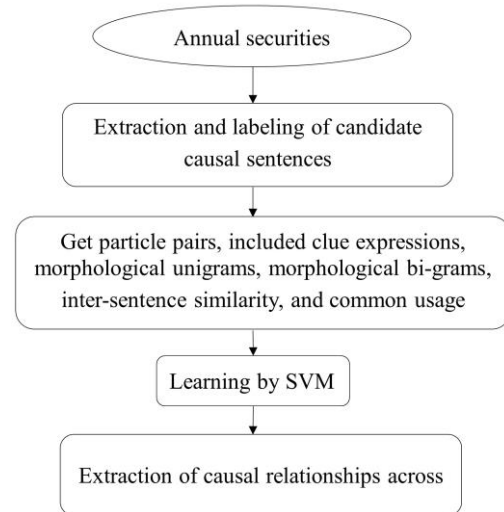 Annual securities
Extraction and labeling of candidate
causal sentences
Get particle pairs, included clue expressions,
morphological unigrams, morphological bi-grams,
inter-sentence similarity, and common usage
Learning by SVM
Extraction of causal relationships across